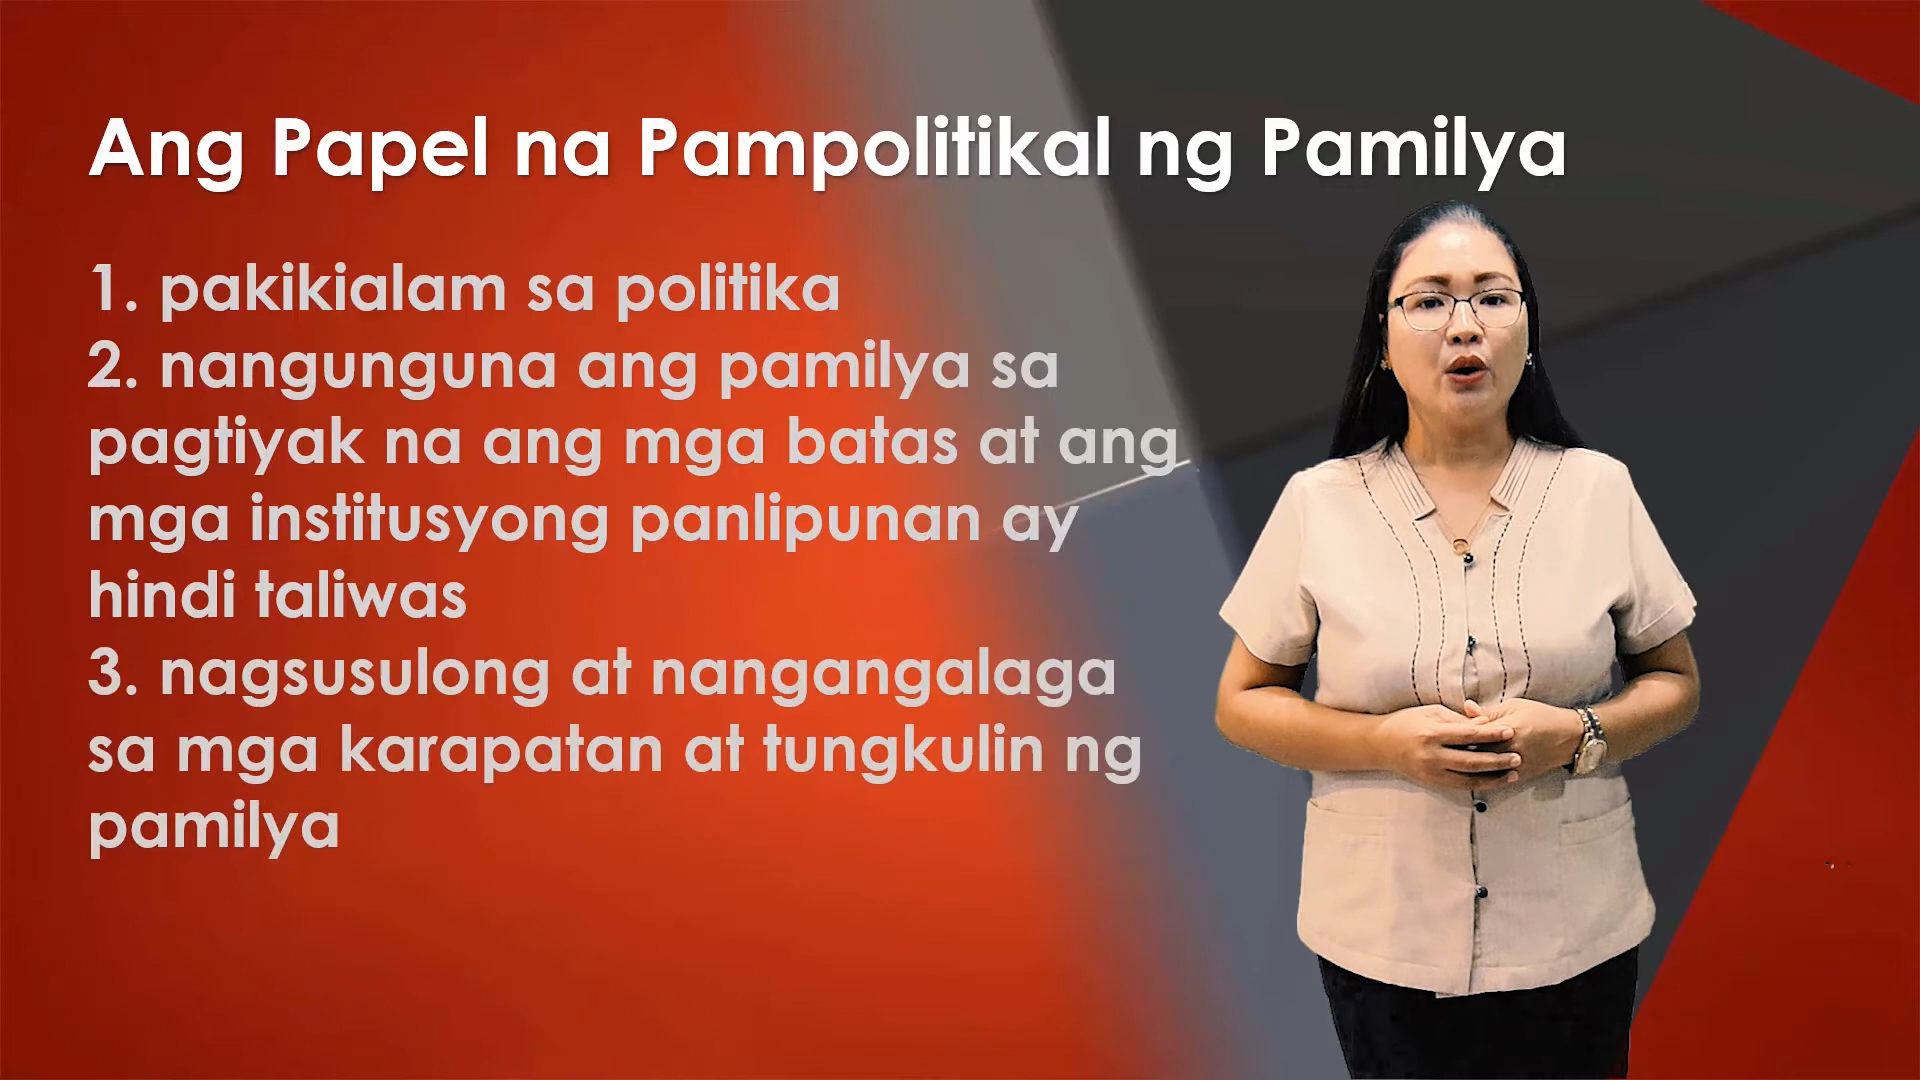 Ang Papel na Pampolitikal ng Pamilya
1. pakikialam sa politika
2. nangunguna ang pamilya sa
pagtiyak na ang mga batas at ang
mga institusyong panlipunan ay
hindi taliwas
3. nagsusulong at nangangalaga
sa mga karapatan at tungkulin ng
pamilya